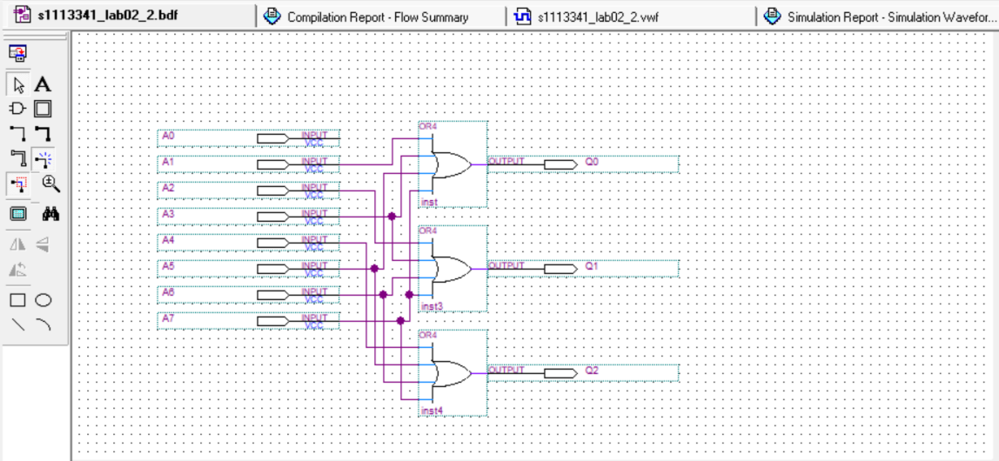 s1113341_lab02_2.bdf
Compilation Report - Flow Summary
s1113341_lab02_2.vwf
Simulation Report - Simulation Wavefor...
A
OR4
A0 INPUT VCC
A1 INPUT VCC
OUTPUT Q0
A2 INPUT VCC
inst
A3 INPUT VCC
OR4
A4 INPUT VCC
A5 INPUT VCC
OUTPUT Q1
A6 INPUT VCC
inst3
A7 INPUT VCC
OR4
OUTPUT Q2
inst4